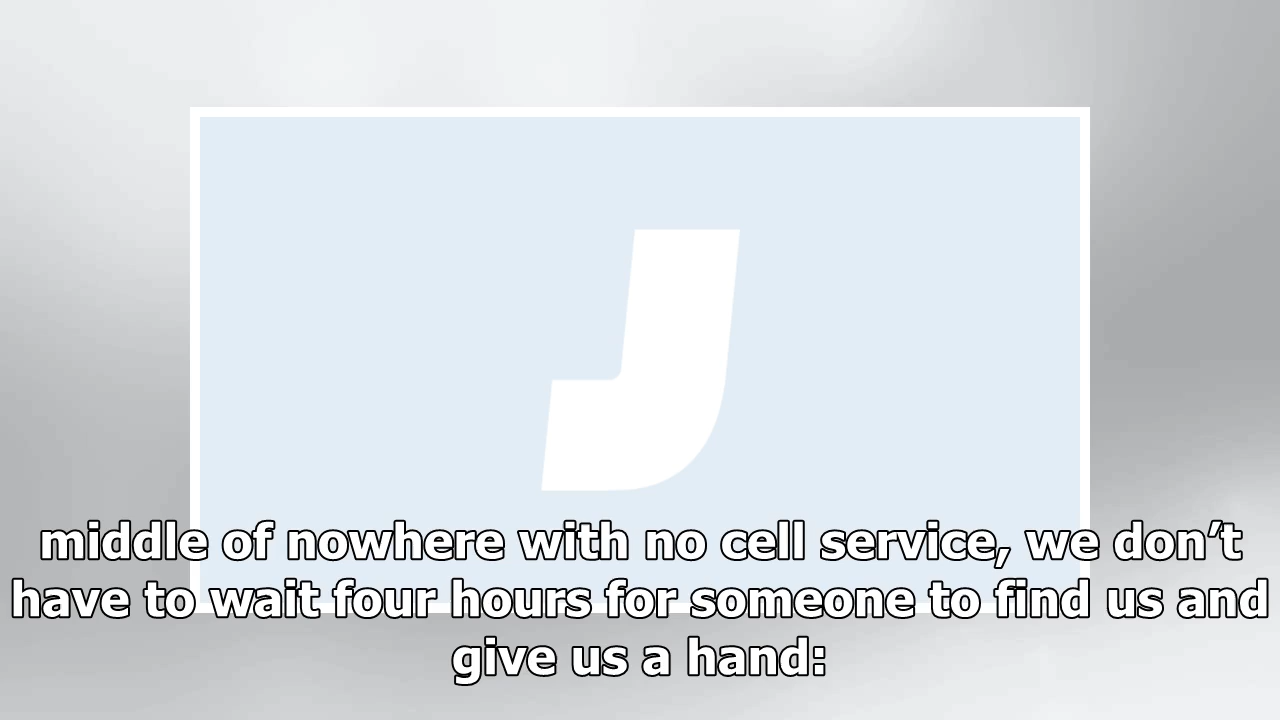 J
middle of nowhere with no cell service, we don’t
have to wait four hours for someone to find us and
give us a hand: